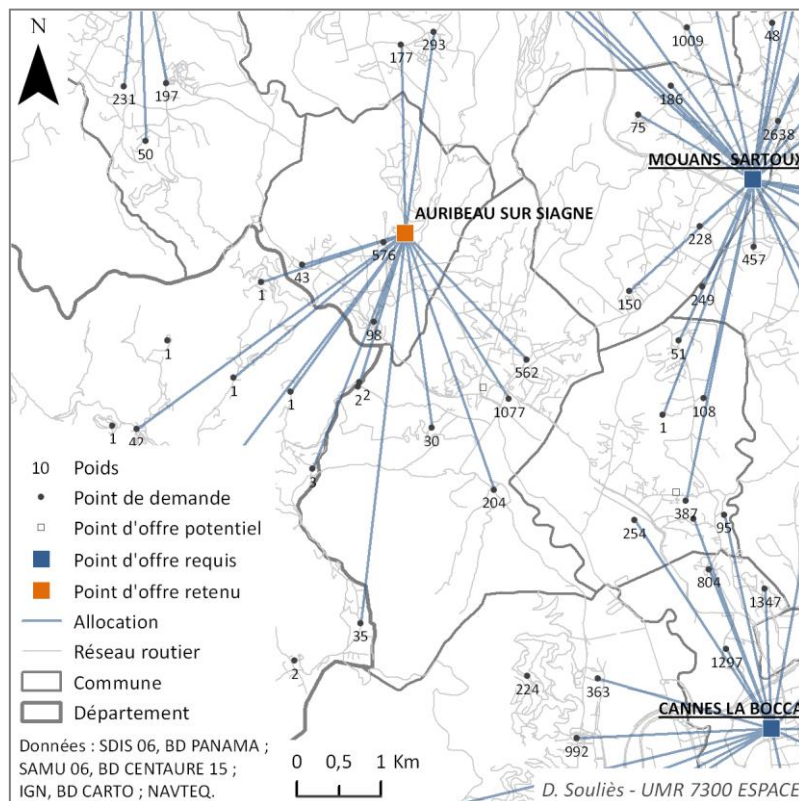 N
293
177
1009
48
186
231
197
75
2638
50
MOUANS SARTOUX
AURIBEAU SUR SIAGNE
228
576
457
43
1
150
249
98
1
51
562
1
1
2
2
1077
108
1
1
42
30
3
204
387
95
254
804
1347
35
1297
2
224
363
CANNES LA BOCCA
992
10 Poids
Point de demande
Point d'offre potentiel
Point d'offre requis
Point d'offre retenu
Allocation
Réseau routier
Commune
Département
Données : SDIS 06, BD PANAMA ;
SAMU 06, BD CENTAURE 15 ;
IGN, BD CARTO ; NAVTEQ.
0 0,5 1 Km
D. Souliès - UMR 7300 ESPACE